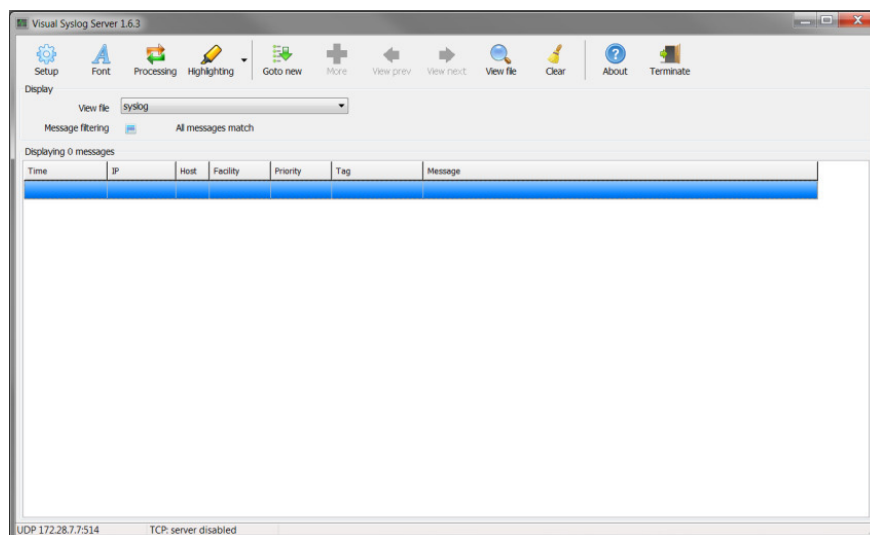 Visual Syslog Server 1.6.3
Setup Font Processing Highlighting Goto new More View prev View next View file Clear About Terminate
Display
View file syslog
Message filtering All messages match
Displaying 0 messages
Time IP Host Facility Priority Tag Message
UDP 172.28.7.7:514 TCP: server disabled